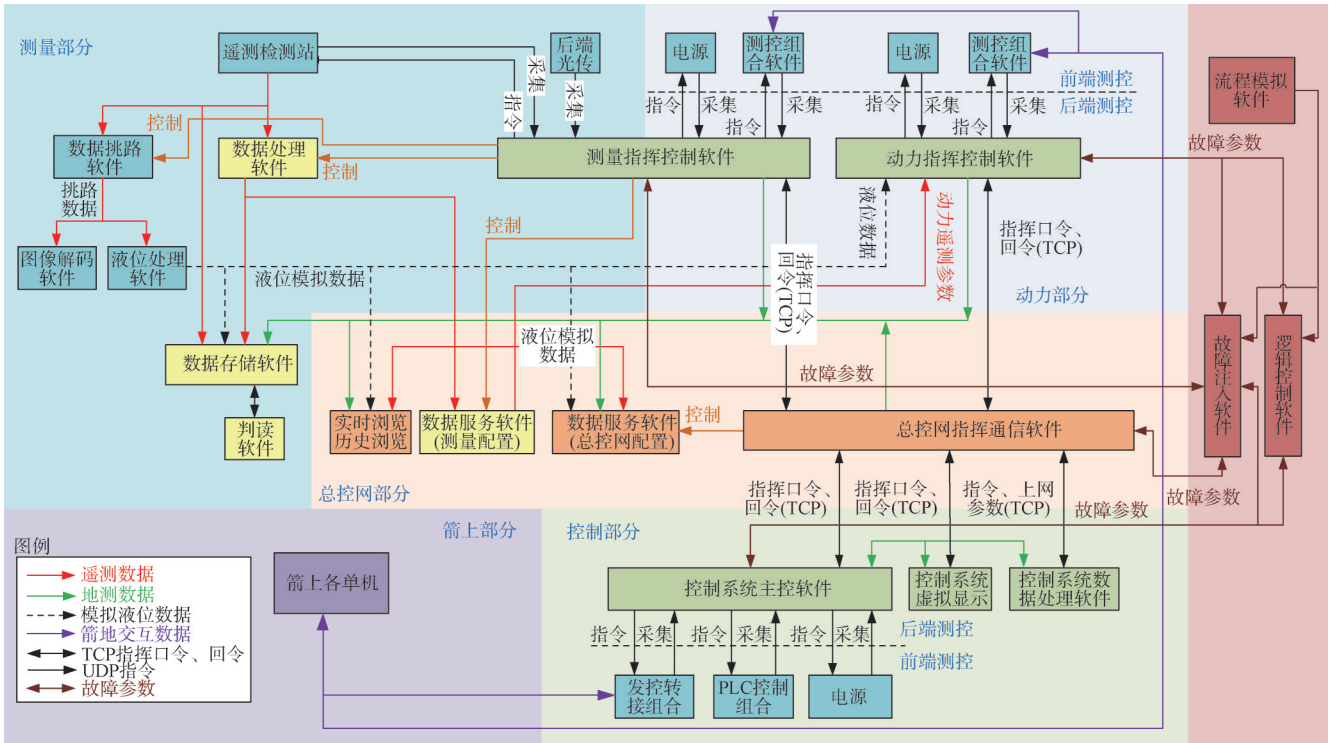 测量部分
遥测检测站
后端
光传
电源
测控组
合软件
电源
测控组
合软件
前端测控
后端测控
流程模拟
软件
采集
指令
采集
指令
采集
指令
采集
指令
采集
指令
采集
控制
数据挑路
软件
数据处理
软件
控制
测量指挥控制软件
动力指挥控制软件
故障参数
挑路
数据
控制
液位数据
动力遥测参数
指挥口令、
回令(TCP)
图像解码
软件
液位处理
软件
液位模拟数据
指挥口令、
回令(TCP)
动力部分
数据存储软件
液位模拟
数据
故障参数
故障注入软件
逻辑控制软件
判读
软件
实时浏览
历史浏览
数据服务软件
(测量配置)
数据服务软件
(总控网配置)
控制
总控网指挥通信软件
总控网部分
指挥口令、
回令(TCP)
指挥口令、
回令(TCP)
指令、上网
参数(TCP)
故障参数
故障参数
箭上部分
控制部分
图例
遥测数据
地测数据
模拟液位数据
箭地交互数据
TCP指挥口令、回令
UDP指令
故障参数
箭上各单机
控制系统主控软件
控制系统
虚拟显示
控制系统数
据处理软件
指令
采集
指令
采集
指令
采集
后端测控
前端测控
发控转
接组合
PLC控制
组合
电源